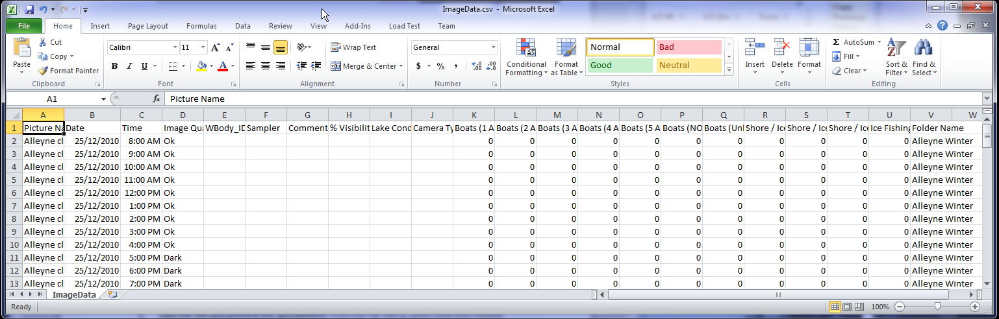 ImageData.csv - Microsoft Excel
File Home Insert Page Layout Formulas Data Review View Add-Ins Load Test Team
Paste Cut Copy Format Painter Clipboard
Calibri 11 A A B I U A Font
Wrap Text Merge & Center Alignment
General $ % , .00 .0 Number
Conditional Formatting Format as Table Normal Bad Good Neutral Styles
Insert Delete Format Cells
Σ AutoSum Fill Clear Sort & Filter Find & Select Editing
A1 fx Picture Name
A B C D E F G H I J K L M N O P Q R S T U V W
1 Picture Na Date Time Image Qua WBody_ID Sampler Comment % Visibilit Lake Cond Camera Ty Boats (1 A Boats (2 A Boats (3 A Boats (4 A Boats (5 A Boats (NO Boats (Unk Shore / Ice Shore / Ice Shore / Ice Ice Fishing Folder Name
2 Alleyne cl 25/12/2010 8:00 AM Ok 0 0 0 0 0 0 0 0 0 0 0 Alleyne Winter
3 Alleyne cl 25/12/2010 9:00 AM Ok 0 0 0 0 0 0 0 0 0 0 0 Alleyne Winter
4 Alleyne cl 25/12/2010 10:00 AM Ok 0 0 0 0 0 0 0 0 0 0 0 Alleyne Winter
5 Alleyne cl 25/12/2010 11:00 AM Ok 0 0 0 0 0 0 0 0 0 0 0 Alleyne Winter
6 Alleyne cl 25/12/2010 12:00 PM Ok 0 0 0 0 0 0 0 0 0 0 0 Alleyne Winter
7 Alleyne cl 25/12/2010 1:00 PM Ok 0 0 0 0 0 0 0 0 0 0 0 Alleyne Winter
8 Alleyne cl 25/12/2010 2:00 PM Ok 0 0 0 0 0 0 0 0 0 0 0 Alleyne Winter
9 Alleyne cl 25/12/2010 3:00 PM Ok 0 0 0 0 0 0 0 0 0 0 0 Alleyne Winter
10 Alleyne cl 25/12/2010 4:00 PM Ok 0 0 0 0 0 0 0 0 0 0 0 Alleyne Winter
11 Alleyne cl 25/12/2010 5:00 PM Dark 0 0 0 0 0 0 0 0 0 0 0 Alleyne Winter
12 Alleyne cl 25/12/2010 6:00 PM Dark 0 0 0 0 0 0 0 0 0 0 0 Alleyne Winter
13 Alleyne cl 25/12/2010 7:00 PM Dark 0 0 0 0 0 0 0 0 0 0 0 Alleyne Winter
ImageData
Ready 100%